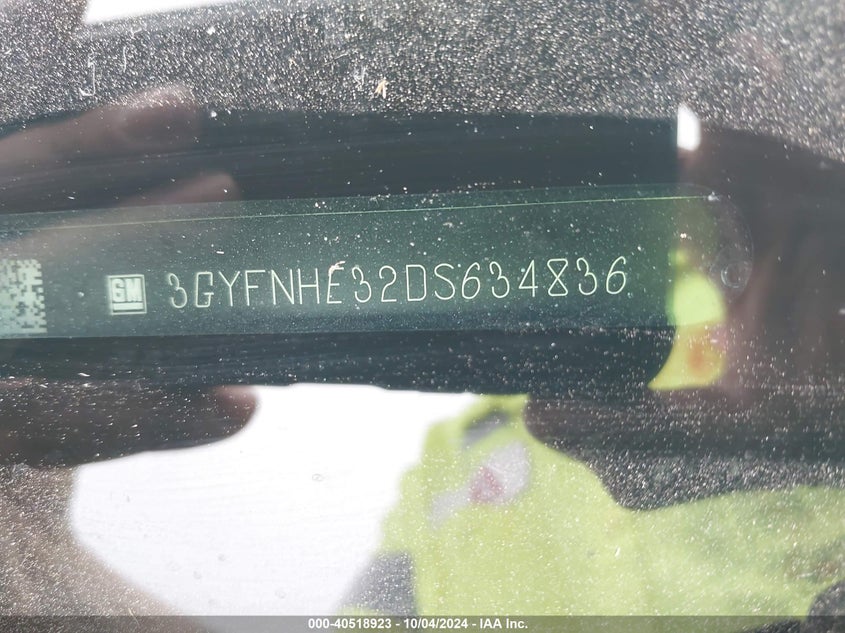 GM 3GYFNHE32DS634836
000-40518923 - 10/04/2024 - IAA Inc.